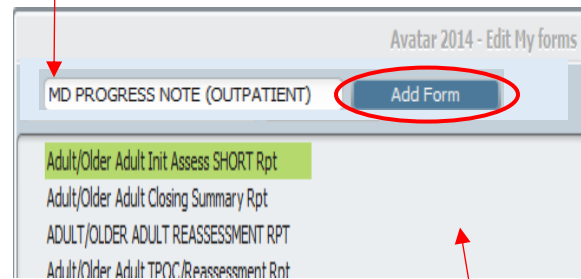 Avatar 2014 - Edit My forms
MD PROGRESS NOTE (OUTPATIENT) Add Form
Adult/Older Adult Init Assess SHORT Rpt
Adult/Older Adult Closing Summary Rpt
ADULT/OLDER ADULT REASSESSMENT RPT
Adult/Older Adult TPOC/Reassessment Rpt